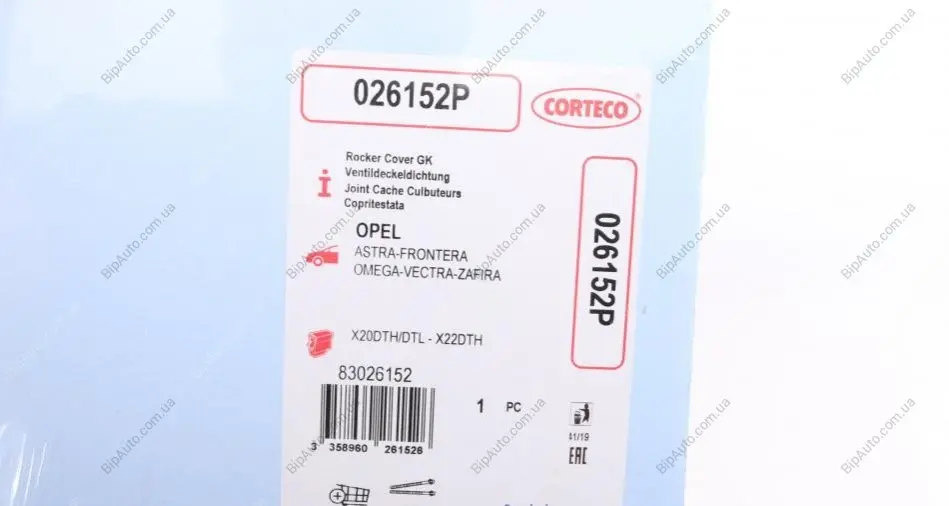 026152P
CORTECO
Rocker Cover GK
Ventildeckeldichtung
Joint Cache Culbuteurs
Copritestata
OPEL
ASTRA-FRONTERA
OMEGA-VECTRA-ZAFIRA
026152P
X20DTH/DTL - X22DTH
83026152
1 PC
11/19
EAC
3 358960 261526
BipAuto.com.ua